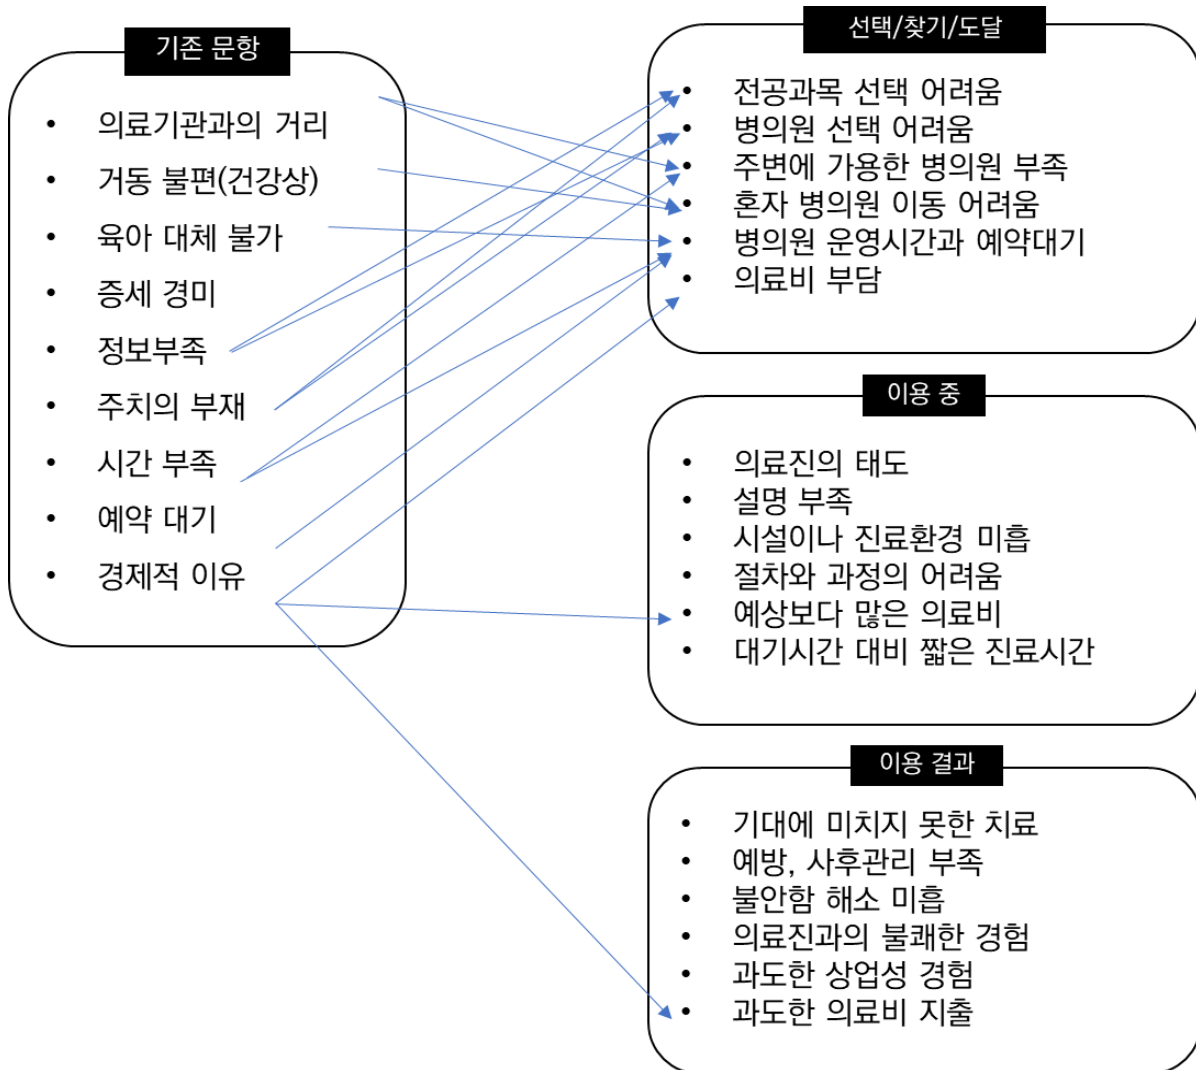 기존 문항
• 의료기관과의 거리
• 거동 불편(건강상)
• 육아 대체 불가
• 증세 경미
• 정보부족
• 주치의 부재
• 시간 부족
• 예약 대기
• 경제적 이유
선택/찾기/도달
• 전공과목 선택 어려움
• 병의원 선택 어려움
• 주변에 가용한 병의원 부족
• 혼자 병의원 이동 어려움
• 병의원 운영시간과 예약대기
• 의료비 부담
이용 중
• 의료진의 태도
• 설명 부족
• 시설이나 진료환경 미흡
• 절차와 과정의 어려움
• 예상보다 많은 의료비
• 대기시간 대비 짧은 진료시간
이용 결과
• 기대에 미치지 못한 치료
• 예방, 사후관리 부족
• 불안함 해소 미흡
• 의료진과의 불쾌한 경험
• 과도한 상업성 경험
• 과도한 의료비 지출